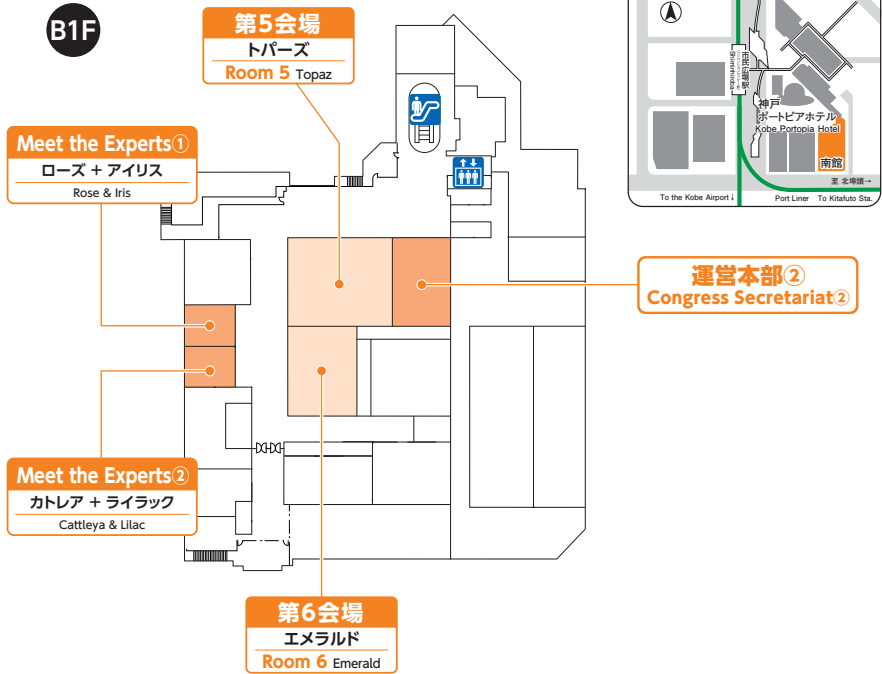 B1F
第5会場
トパーズ
Room 5 Topaz
Meet the Experts①
ローズ + アイリス
Rose & Iris
運営本部②
Congress Secretariat②
Meet the Experts②
カトレア + ライラック
Cattleya & Lilac
第6会場
エメラルド
Room 6 Emerald
神戸
ポートピアホテル
Kobe Portopia Hotel
南館
至 北埠頭→
To the Kobe Airport↓
Port Liner To Kitafuto Sta.